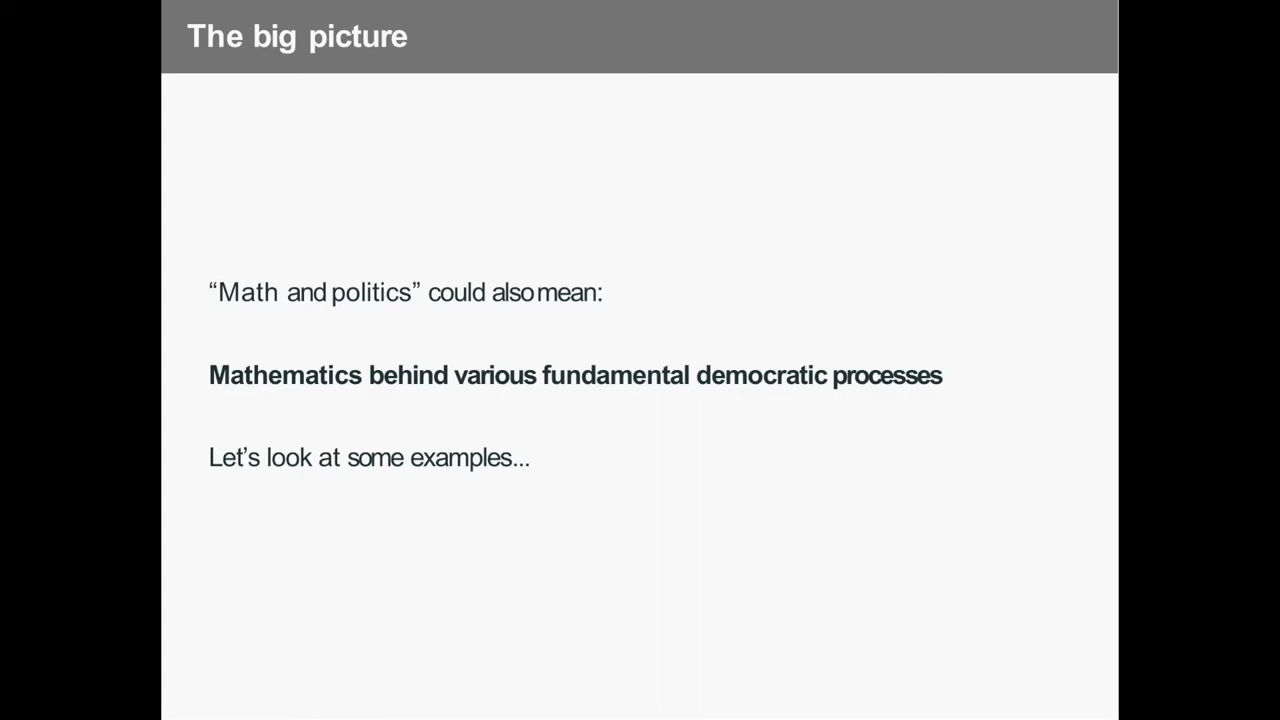 The big picture
“Math and politics” could also mean:
Mathematics behind various fundamental democratic processes
Let’s look at some examples...